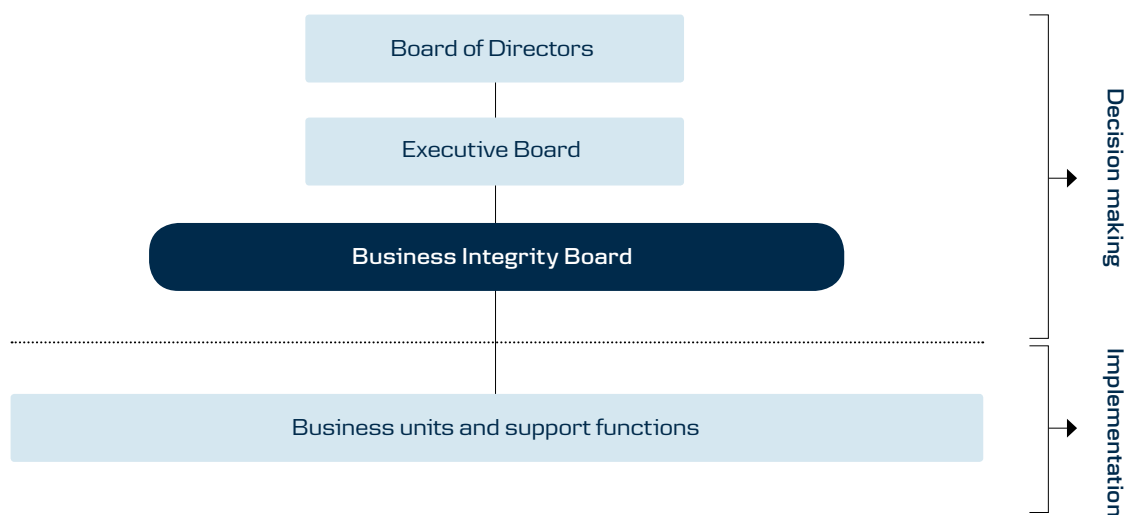 Board of Directors
Executive Board
Business Integrity Board
Decision making
Business units and support functions
Implementation